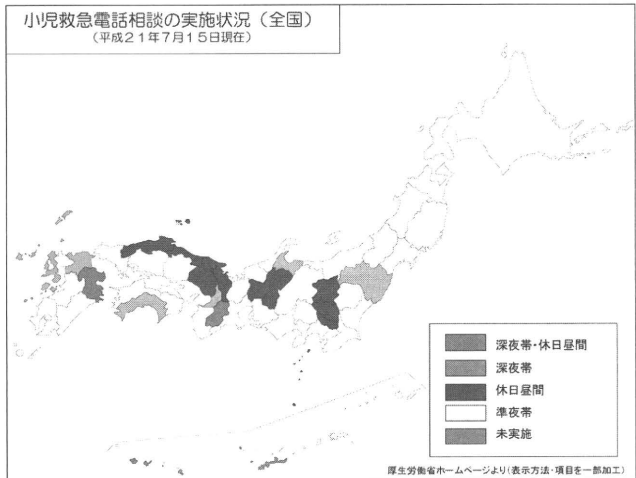 小児救急電話相談の実施状況（全国）
（平成２１年７月１５日現在）
深夜帯・休日昼間
深夜帯
休日昼間
準夜帯
未実施
厚生労働省ホームページより（表示方法・項目を一部加工）